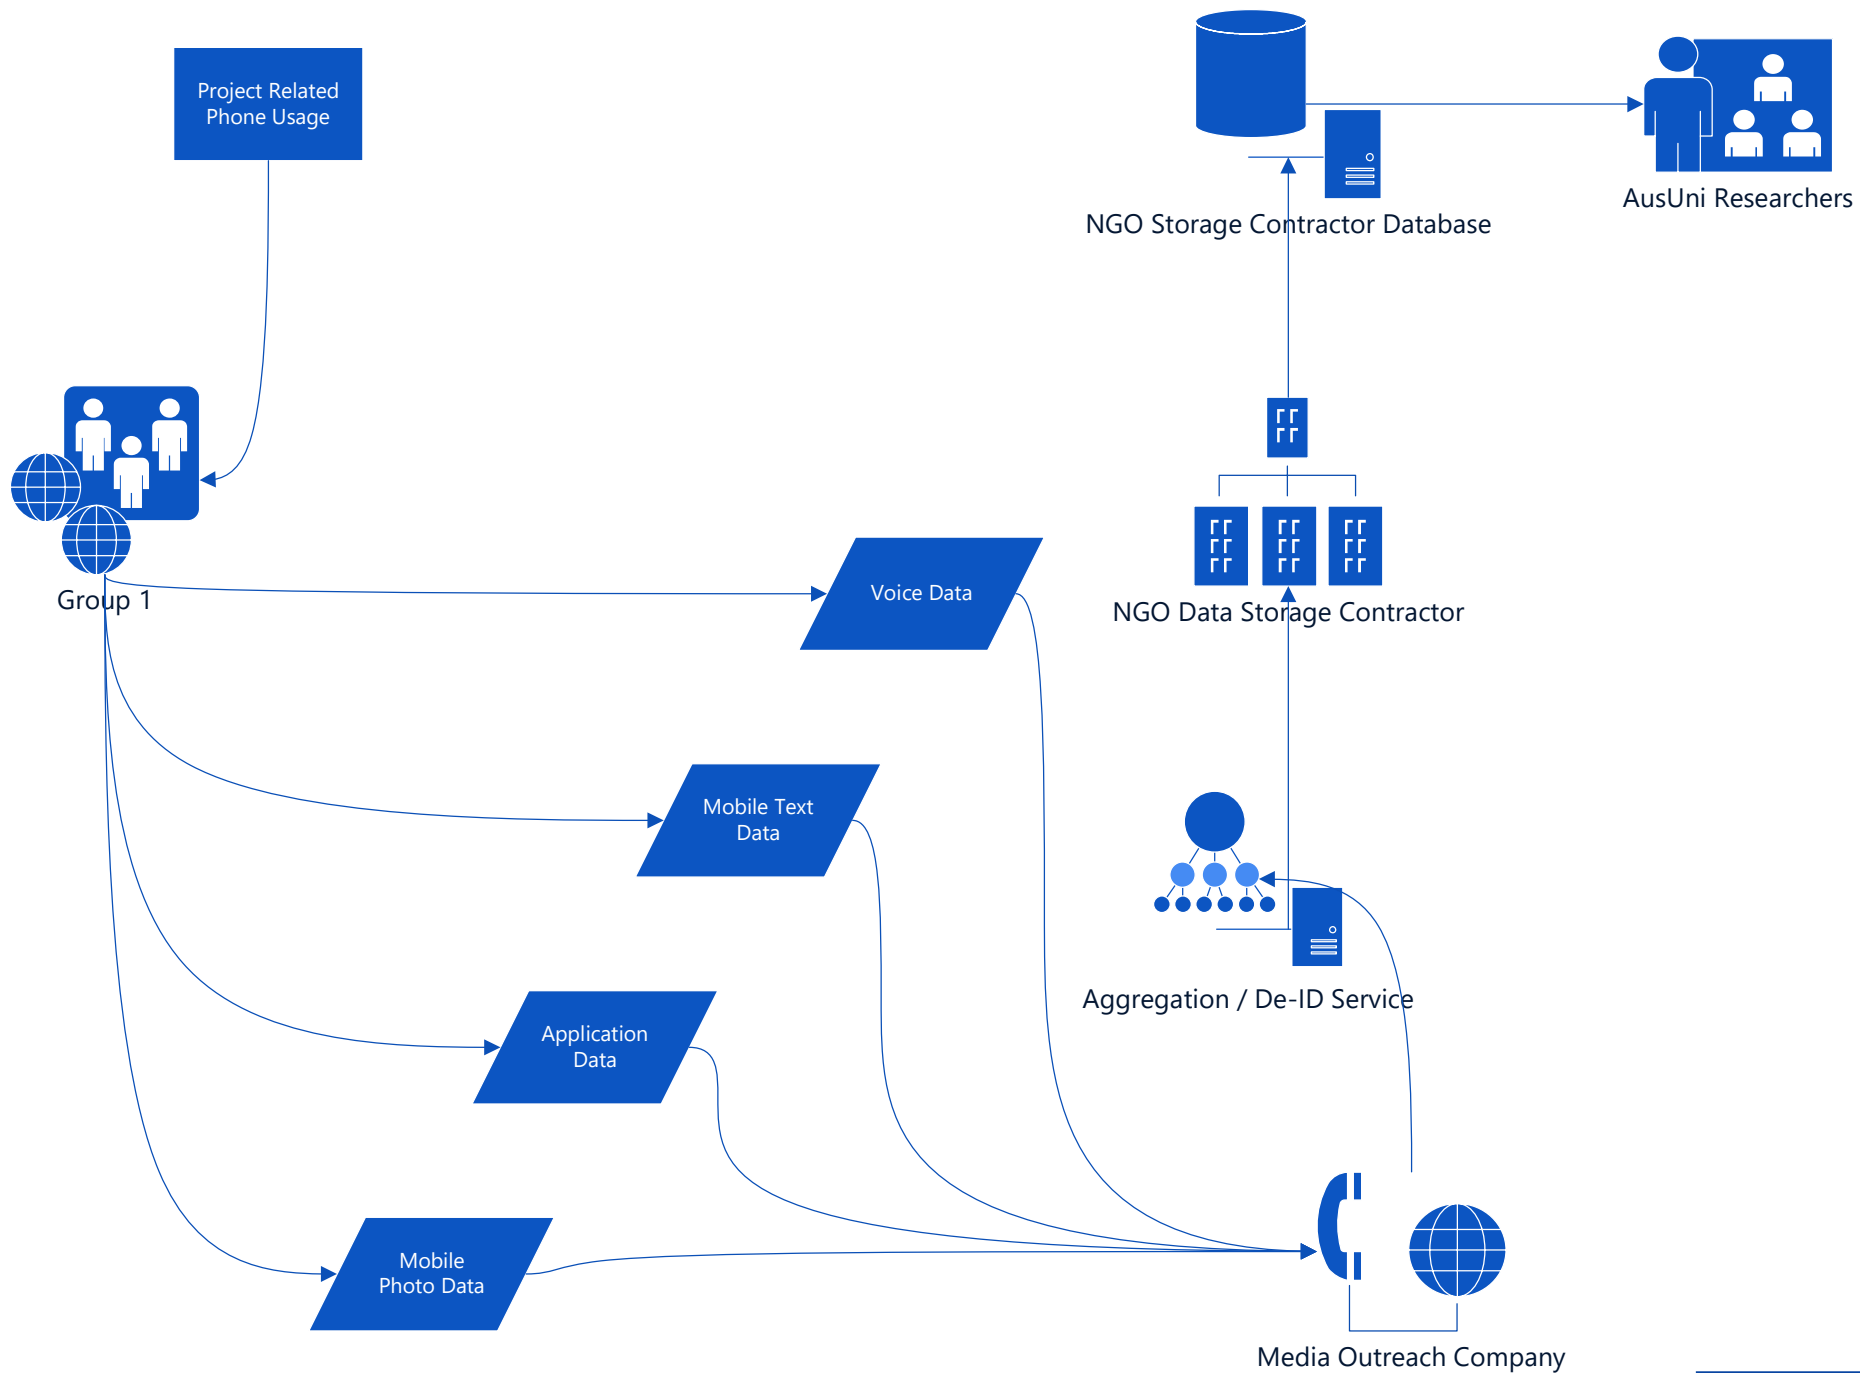 Project Related
Phone Usage
NGO Storage Contractor Database
AusUni Researchers
Group 1
Voice Data
NGO Data Storage Contractor
Mobile Text
Data
Aggregation / De-ID Service
Application
Data
Mobile
Photo Data
Media Outreach Company